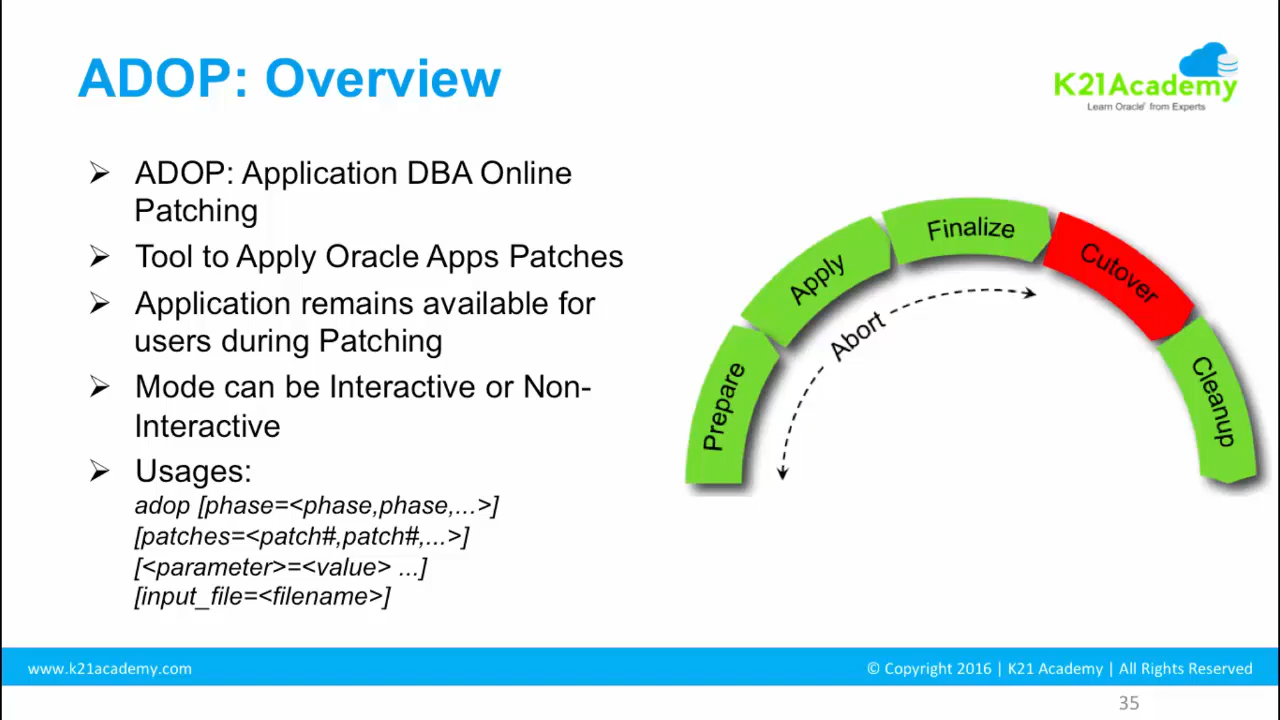 ADOP: Overview
K21Academy
Learn Oracle' from Experts
➢ ADOP: Application DBA Online
Patching
➢ Tool to Apply Oracle Apps Patches
➢ Application remains available for
users during Patching
➢ Mode can be Interactive or Non-
Interactive
➢ Usages:
adop [phase=<phase,phase,...>]
[patches=<patch#,patch#,...>]
[<parameter>=<value> ...]
[input_file=<filename>]
Prepare
Apply
Finalize
Cutover
Cleanup
Abort
www.k21academy.com
© Copyright 2016 | K21 Academy | All Rights Reserved
35